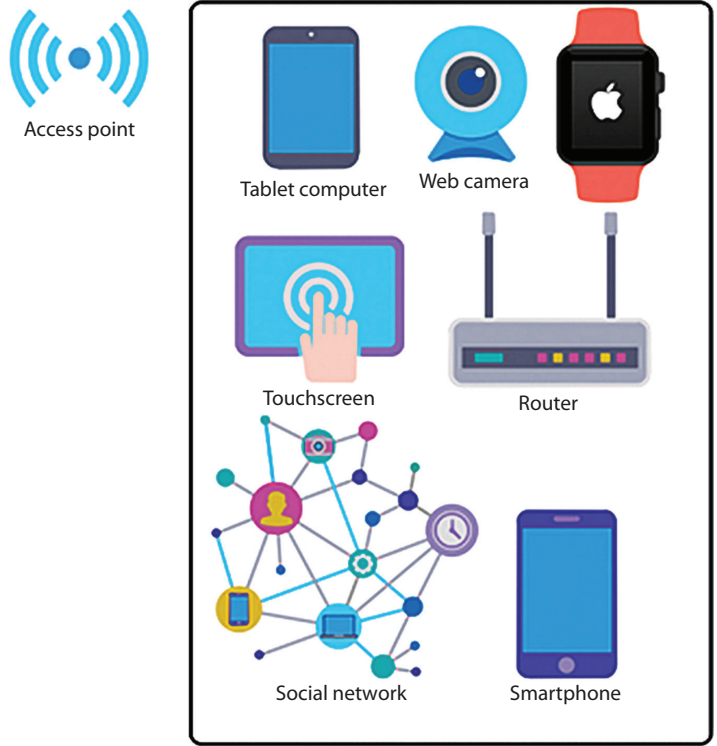 Access point
Tablet computer
Web camera
Touchscreen
Router
Social network
Smartphone